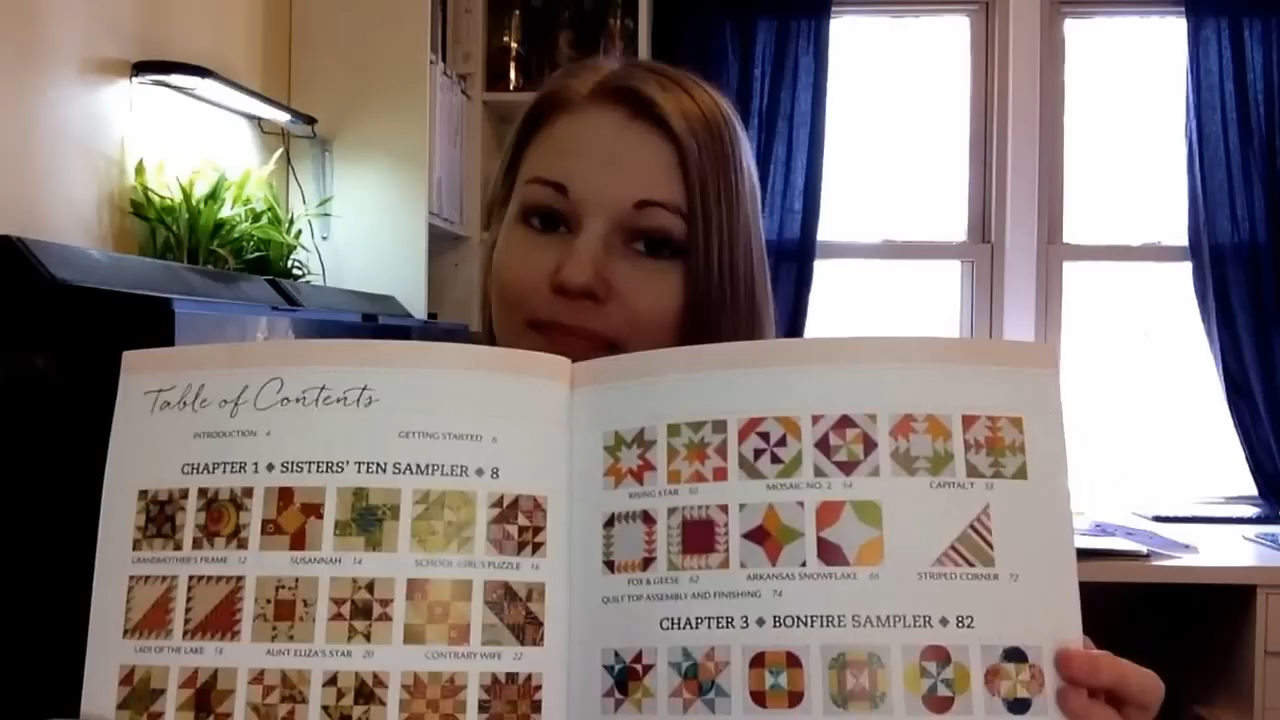 Table of Contents
INTRODUCTION 4 GETTING STARTED 6
CHAPTER 1 ◆ SISTERS' TEN SAMPLER ◆ 8
GRANDMOTHER'S FRAME 12 SUSANNAH 14 SCHOOL GIRL'S PUZZLE 16
LADY OF THE LAKE 18 AUNT ELIZA'S STAR 20 CONTRARY WIFE 22
RISING STAR 50 MOSAIC NO. 2 54 CAPITAL T 58
FOX & GEESE 62 ARKANSAS SNOWFLAKE 66 STRIPED CORNER 72
QUILT TOP ASSEMBLY AND FINISHING 74
CHAPTER 3 ◆ BONFIRE SAMPLER ◆ 82